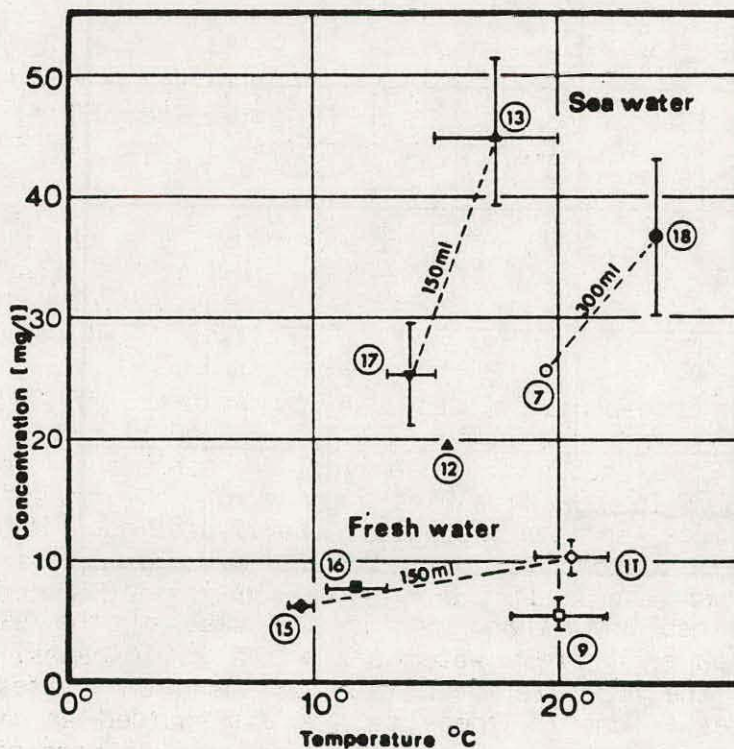 50
13
Sea water
40
18
150ml
300ml
30
17
7
20
12
Fresh water
10
16
150ml
11
15
9
0
0°
10°
20°
Concentration [mg/l]
Temperature °C